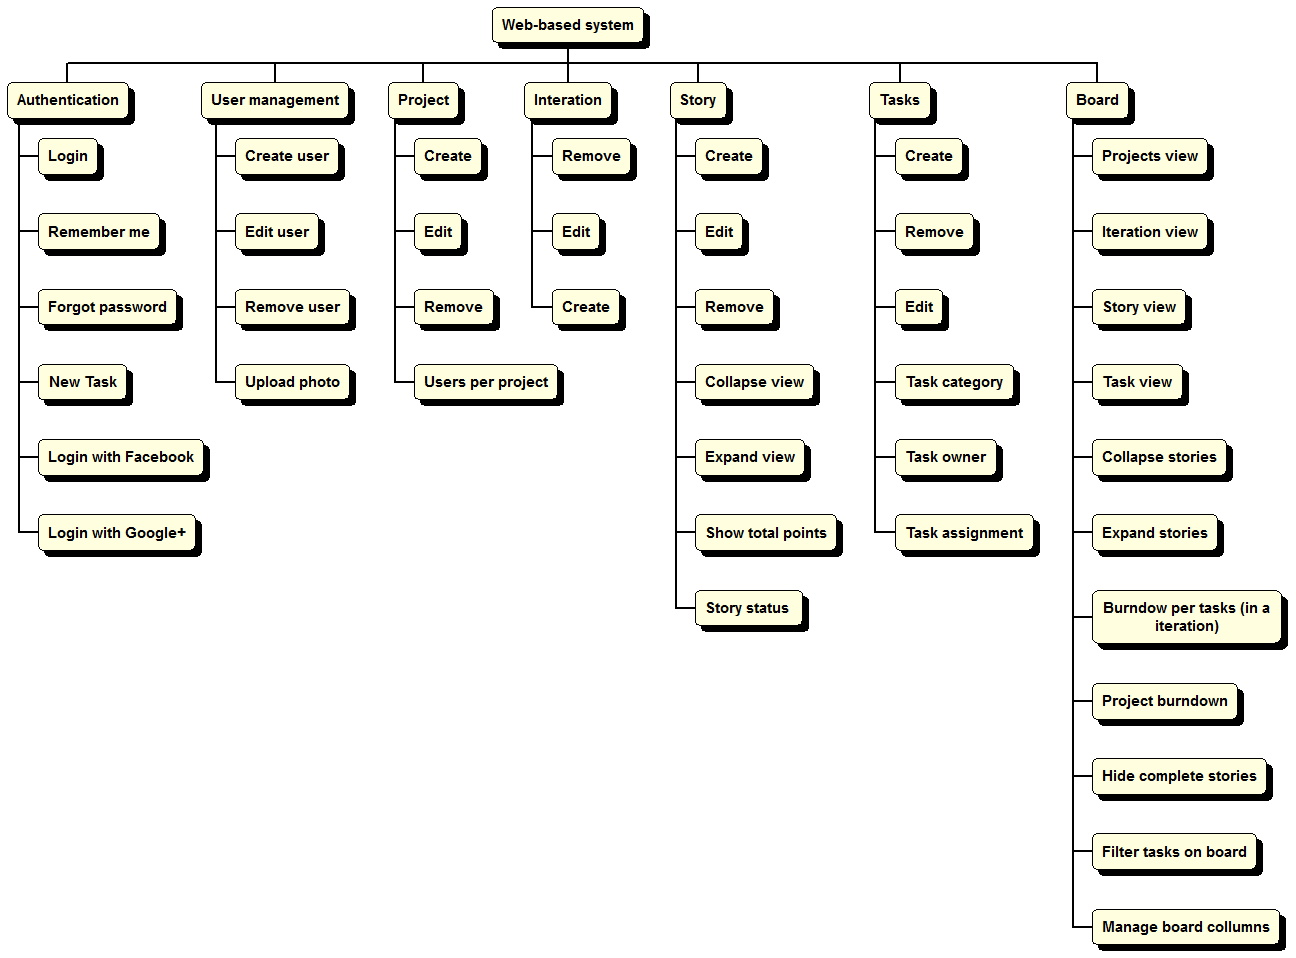 Web-based system
Authentication
Login
Remember me
Forgot password
New Task
Login with Facebook
Login with Google+
User management
Create user
Edit user
Remove user
Upload photo
Project
Create
Edit
Remove
Users per project
Interation
Remove
Edit
Create
Story
Create
Edit
Remove
Collapse view
Expand view
Show total points
Story status
Tasks
Create
Remove
Edit
Task category
Task owner
Task assignment
Board
Projects view
Iteration view
Story view
Task view
Collapse stories
Expand stories
Burndow per tasks (in a
iteration)
Project burndown
Hide complete stories
Filter tasks on board
Manage board collumns